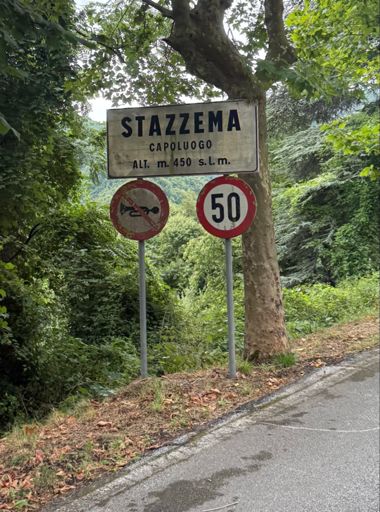 STAZZEMA
CAPOLUOGO
ALT. m. 450 s.l.m.
50